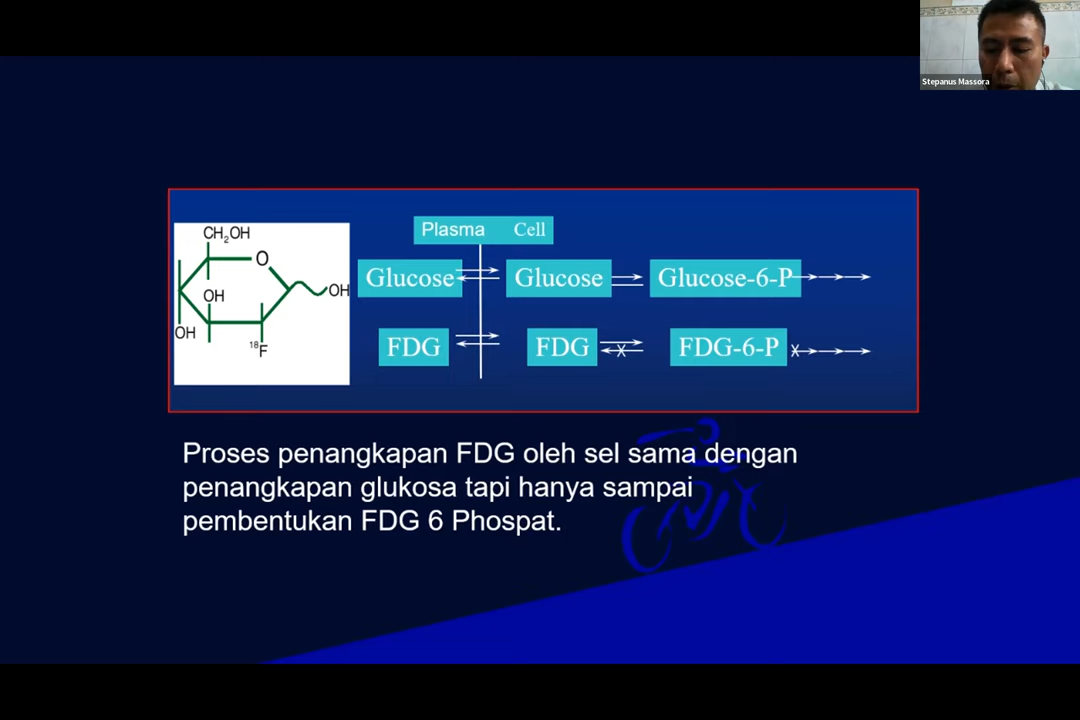 Stepanus Massora
Plasma Cell
CH₂OH
O
OH
OH
OH
¹⁸F
Glucose Glucose Glucose-6-P
FDG FDG X FDG-6-P X
Proses penangkapan FDG oleh sel sama dengan
penangkapan glukosa tapi hanya sampai
pembentukan FDG 6 Phospat.